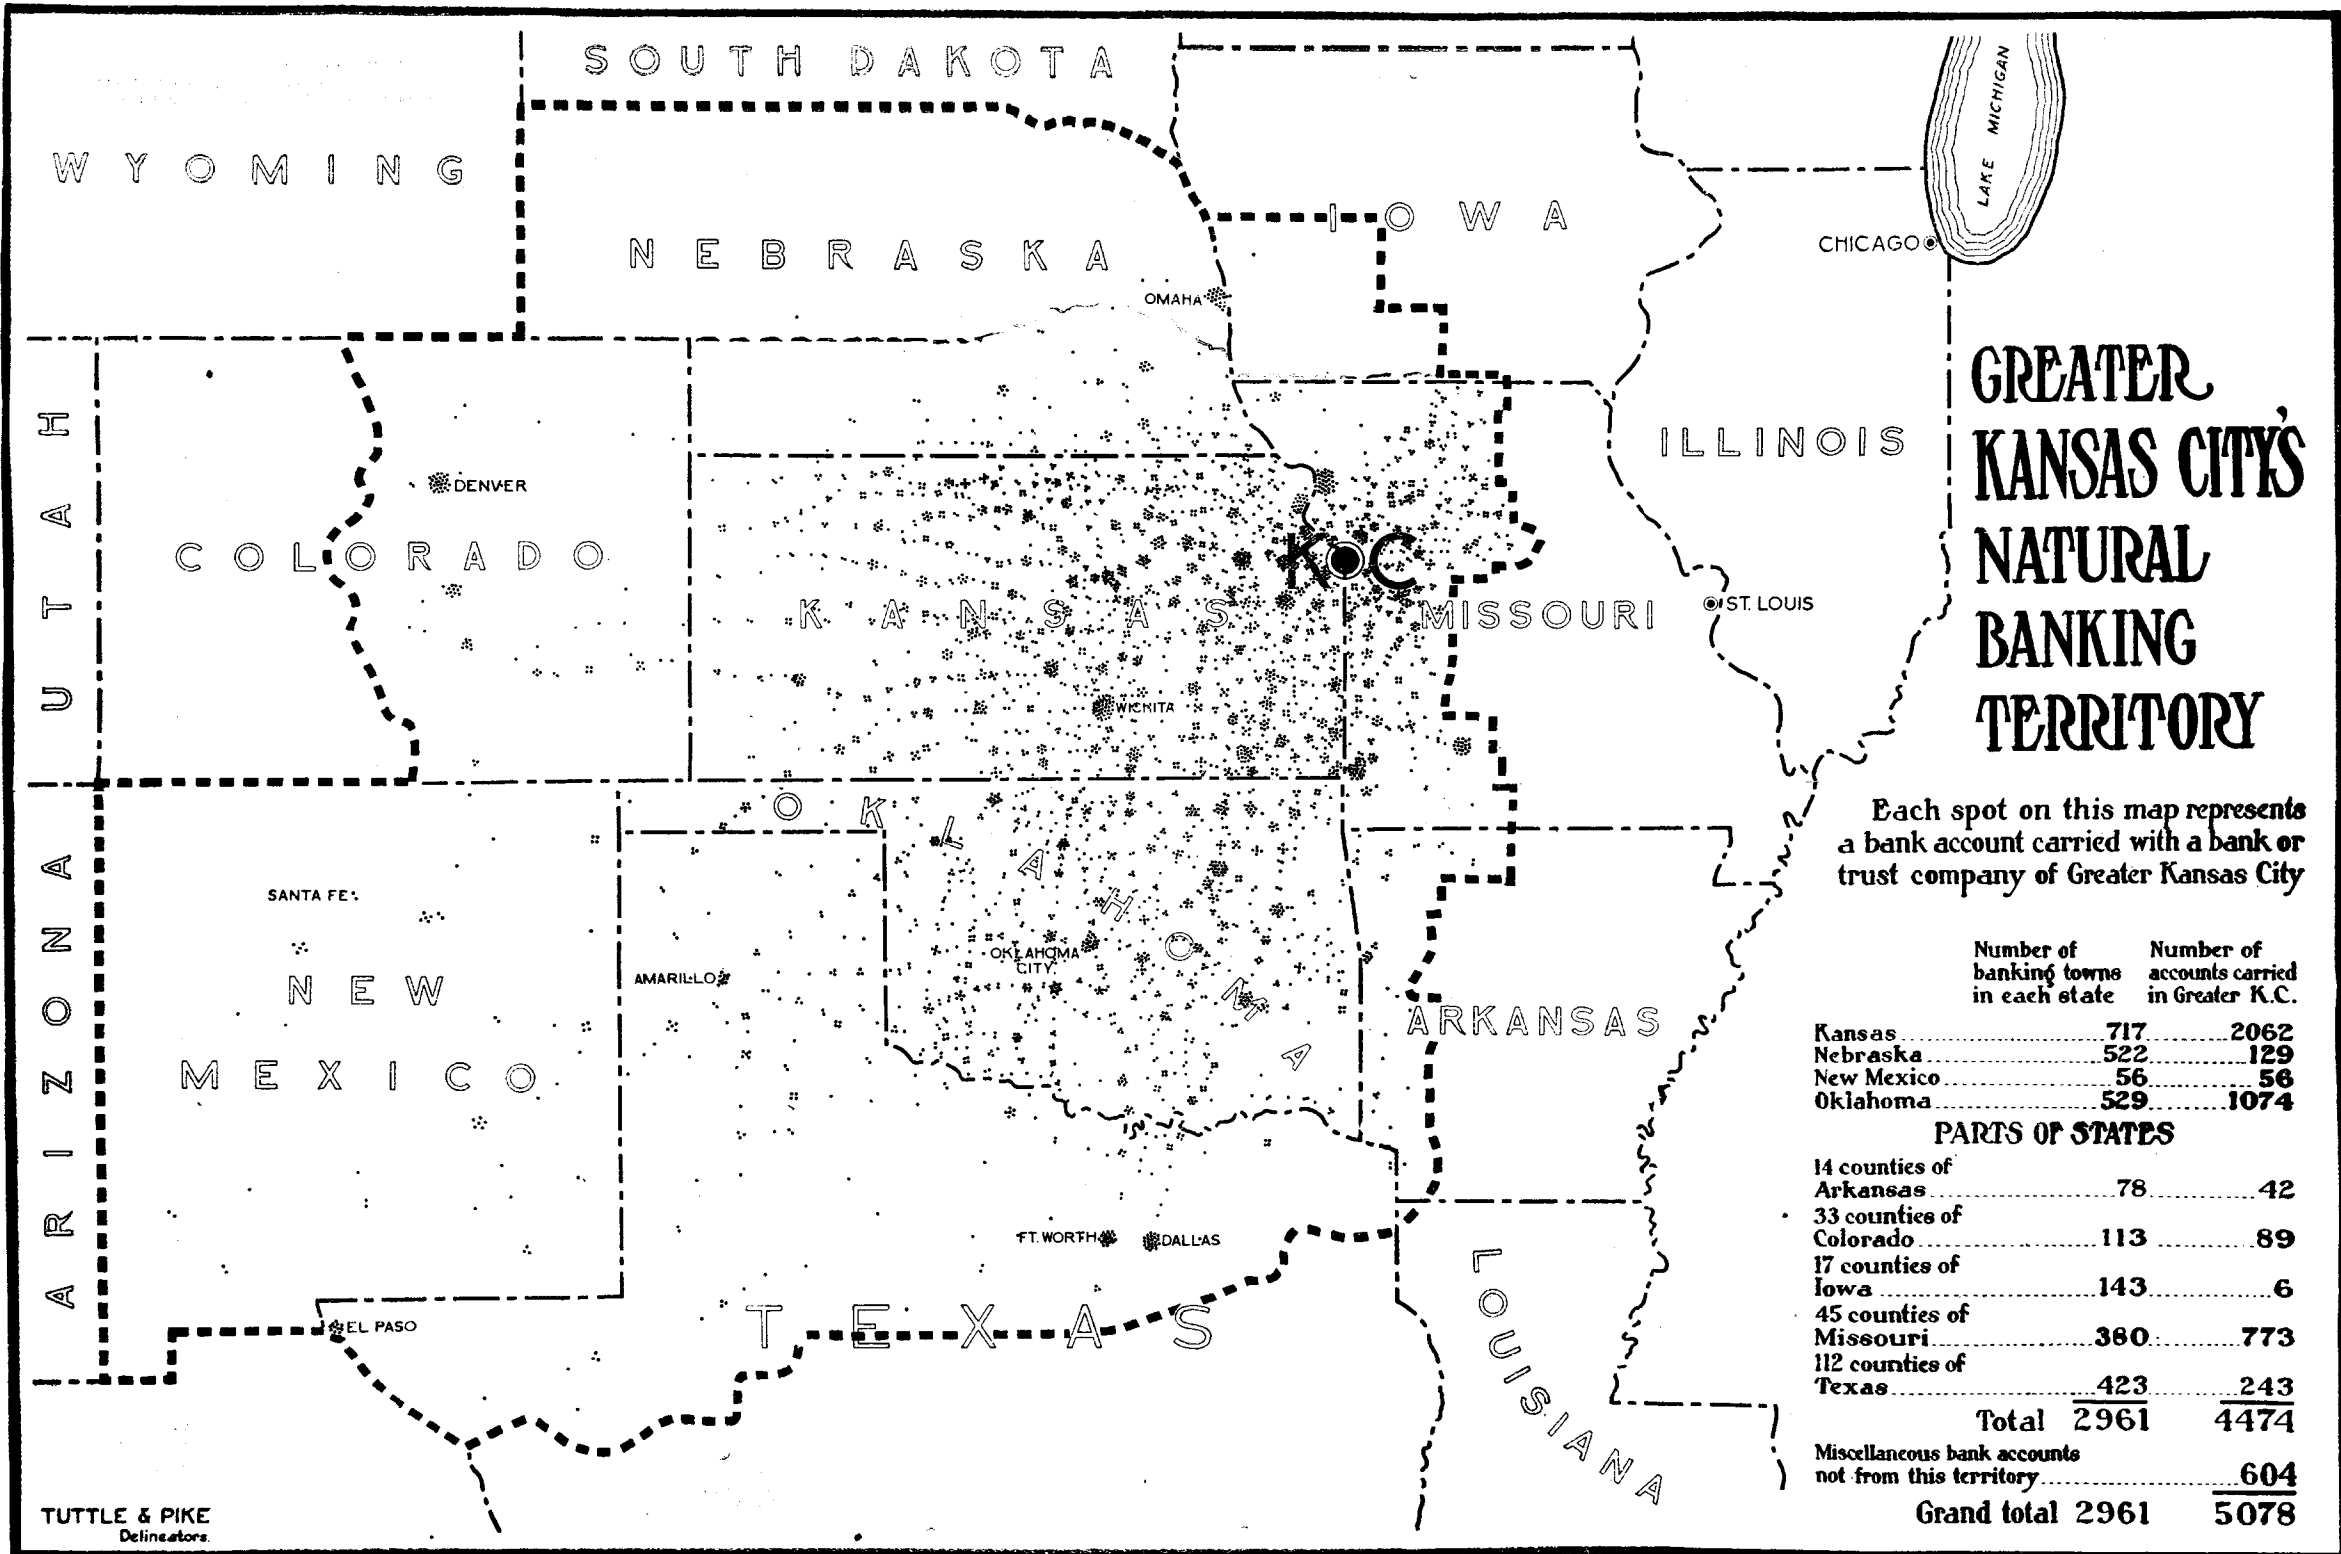 SOUTH DAKOTA
WYOMING
NEBRASKA
IOWA
LAKE MICHIGAN
CHICAGO
OMAHA
UTAH
COLORADO
DENVER
KANSAS
K C
MISSOURI
ILLINOIS
ST. LOUIS
WICHITA
OKLAHOMA
ARIZONA
SANTA FE
NEW
MEXICO
AMARILLO
OKLAHOMA
CITY
ARKANSAS
FT. WORTH
DALLAS
TEXAS
EL PASO
LOUISIANA
TUTTLE & PIKE
Delineators.
GREATER
KANSAS CITY'S
NATURAL
BANKING
TERRITORY
Each spot on this map represents
a bank account carried with a bank or
trust company of Greater Kansas City
Number of Number of
banking towns accounts carried
in each state in Greater K.C.
Kansas 717 2062
Nebraska 522 129
New Mexico 56 56
Oklahoma 529 1074
PARTS OF STATES
14 counties of
Arkansas 78 42
33 counties of
Colorado 113 89
17 counties of
Iowa 143 6
45 counties of
Missouri 380 773
112 counties of
Texas 423 243
Total 2961 4474
Miscellaneous bank accounts
not from this territory 604
Grand total 2961 5078